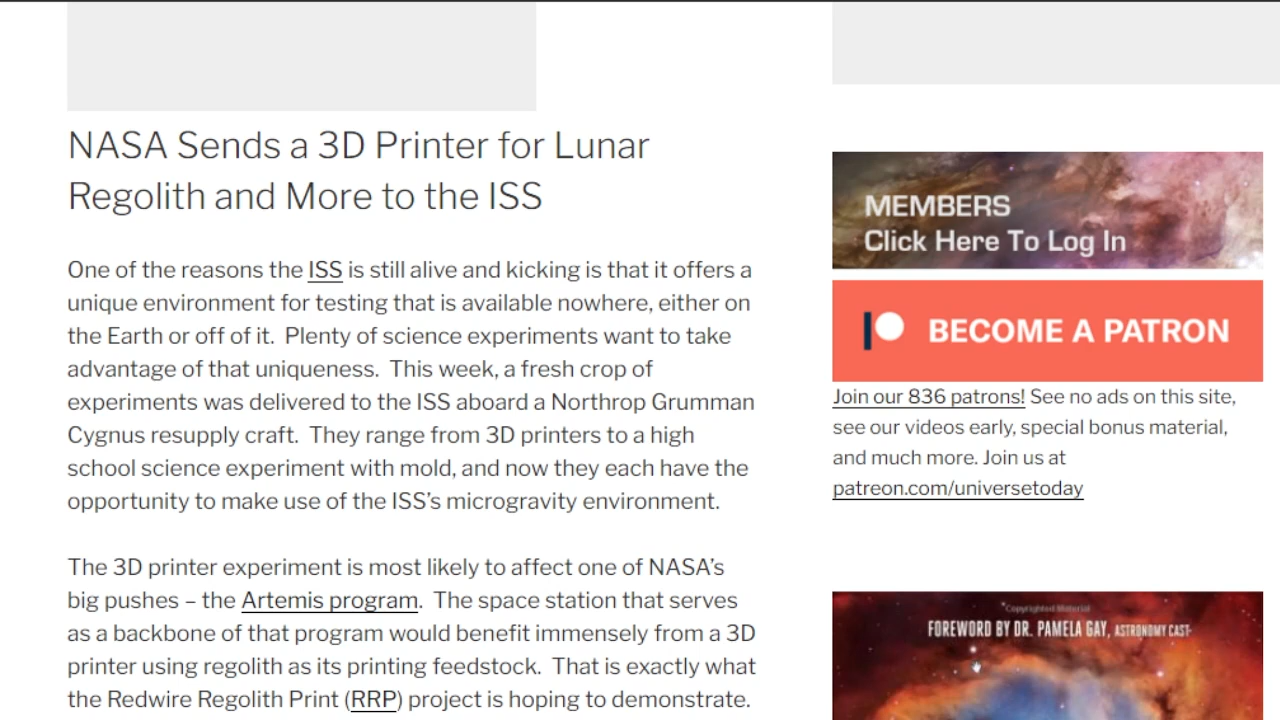 NASA Sends a 3D Printer for Lunar
Regolith and More to the ISS
One of the reasons the ISS is still alive and kicking is that it offers a
unique environment for testing that is available nowhere, either on
the Earth or off of it.  Plenty of science experiments want to take
advantage of that uniqueness.  This week, a fresh crop of
experiments was delivered to the ISS aboard a Northrop Grumman
Cygnus resupply craft.  They range from 3D printers to a high
school science experiment with mold, and now they each have the
opportunity to make use of the ISS’s microgravity environment.
The 3D printer experiment is most likely to affect one of NASA’s
big pushes – the Artemis program.  The space station that serves
as a backbone of that program would benefit immensely from a 3D
printer using regolith as its printing feedstock.  That is exactly what
the Redwire Regolith Print (RRP) project is hoping to demonstrate.
MEMBERS
Click Here To Log In
BECOME A PATRON
Join our 836 patrons! See no ads on this site,
see our videos early, special bonus material,
and much more. Join us at
patreon.com/universetoday
Copyrighted Material
FOREWORD BY DR. PAMELA GAY, ASTRONOMY CAST